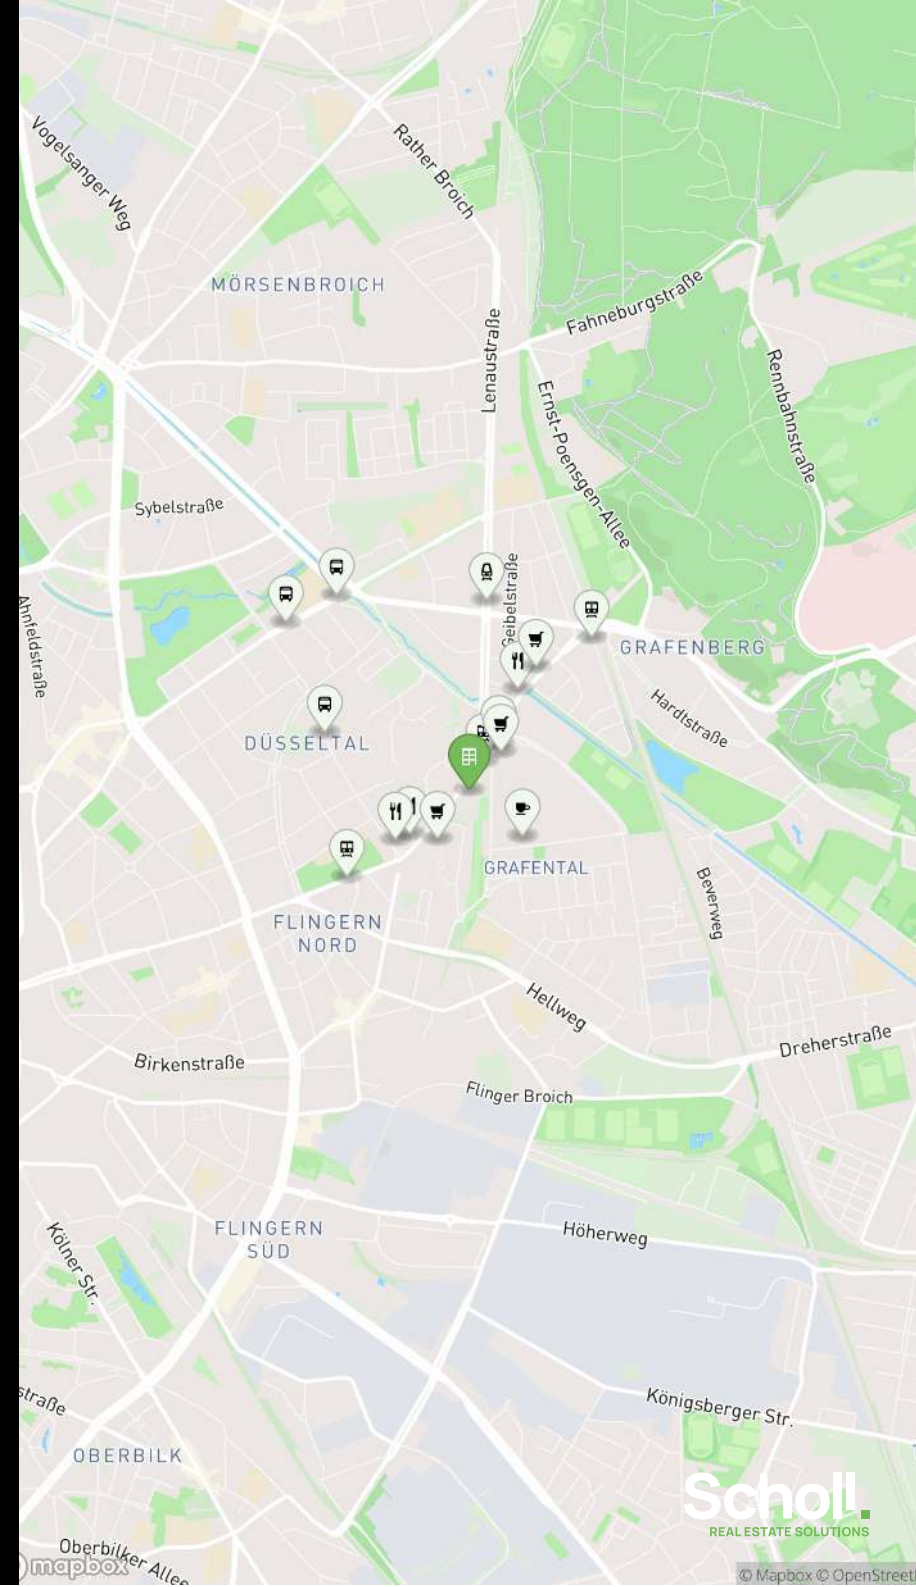 Vogelsanger Weg
Rather Broich
MÖRSENBROICH
Fahneburgstraße
Lenaustraße
Rennbahnstraße
Ernst-Poensgen-Allee
Sybelstraße
Geibelstraße
Ahnfeldstraße
GRAFENBERG
Hardtstraße
DÜSSELTAL
GRAFENTAL
Beverweg
FLINGERN
NORD
Hellweg
Dreherstraße
Birkenstraße
Flinger Broich
FLINGERN
SÜD
Höherweg
Kölner Str.
straße
Königsberger Str.
OBERBILK
Scholl.
REAL ESTATE SOLUTIONS
Oberbilker Allee
mapbox
© Mapbox © OpenStreet